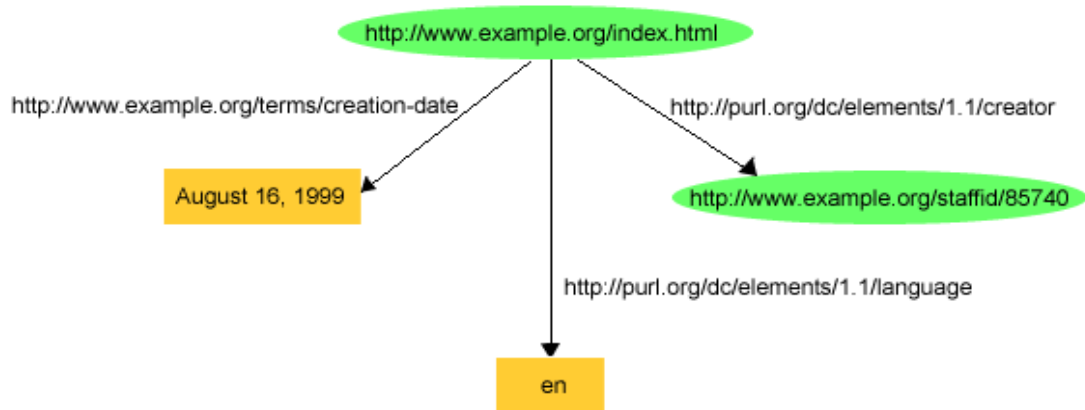 http://www.example.org/index.html
http://www.example.org/terms/creation-date
http://purl.org/dc/elements/1.1/creator
August 16, 1999
http://www.example.org/staffid/85740
http://purl.org/dc/elements/1.1/language
en